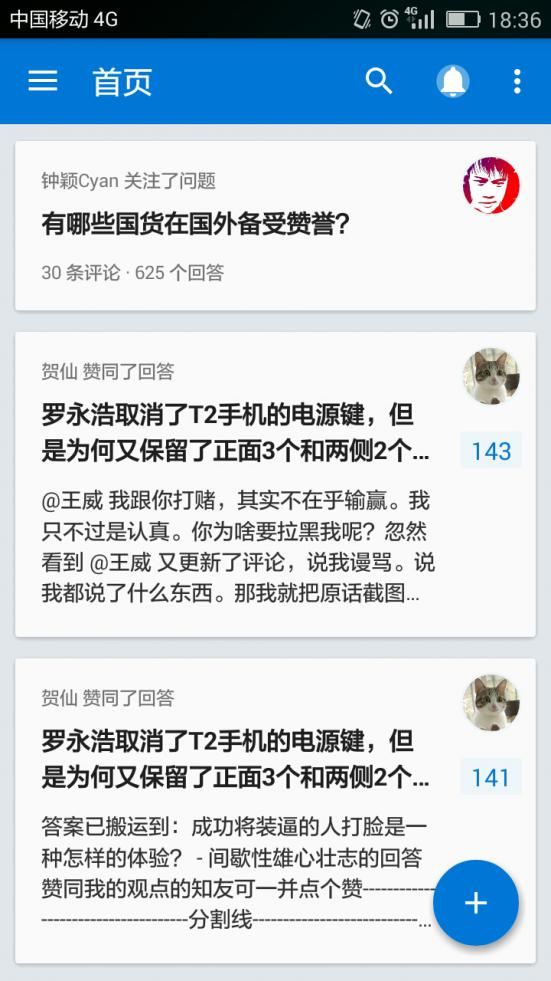 中国移动 4G
4G
18:36
首页
钟颖Cyan 关注了问题
有哪些国货在国外备受赞誉？
30 条评论 · 625 个回答
贺仙 赞同了回答
罗永浩取消了T2手机的电源键，但
是为何又保留了正面3个和两侧2个...
143
@王威 我跟你打赌，其实不在乎输赢。我
只不过是认真。你为啥要拉黑我呢？忽然
看到 @王威 又更新了评论，说我谩骂。说
我都说了什么东西。那我就把原话截图...
贺仙 赞同了回答
罗永浩取消了T2手机的电源键，但
是为何又保留了正面3个和两侧2个...
141
答案已搬运到：成功将装逼的人打脸是一
种怎样的体验？ - 间歇性雄心壮志的回答
赞同我的观点的知友可一并点个赞------------
------------------------分割线---------------------------...